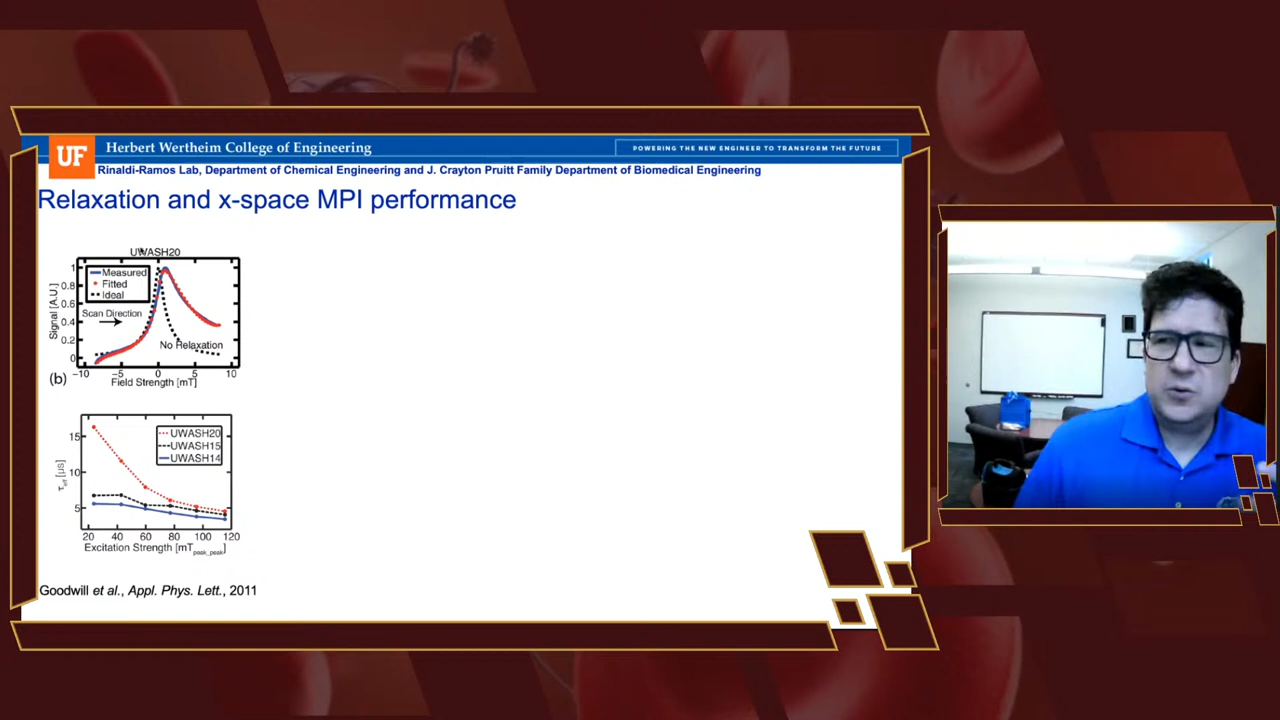 UF
Herbert Wertheim College of Engineering
POWERING THE NEW ENGINEER TO TRANSFORM THE FUTURE
Rinaldi-Ramos Lab, Department of Chemical Engineering and J. Crayton Pruitt Family Department of Biomedical Engineering
Relaxation and x-space MPI performance
UWASH20
Signal [A.U.]
1
0.8
0.6
0.4
0.2
0
Measured
Fitted
Ideal
Scan Direction
No Relaxation
-10 -5 0 5 10
(b)
Field Strength [mT]
τeff [µs]
15
10
5
UWASH20
UWASH15
UWASH14
20 40 60 80 100 120
Excitation Strength [mTpeak_peak]
Goodwill et al., Appl. Phys. Lett., 2011